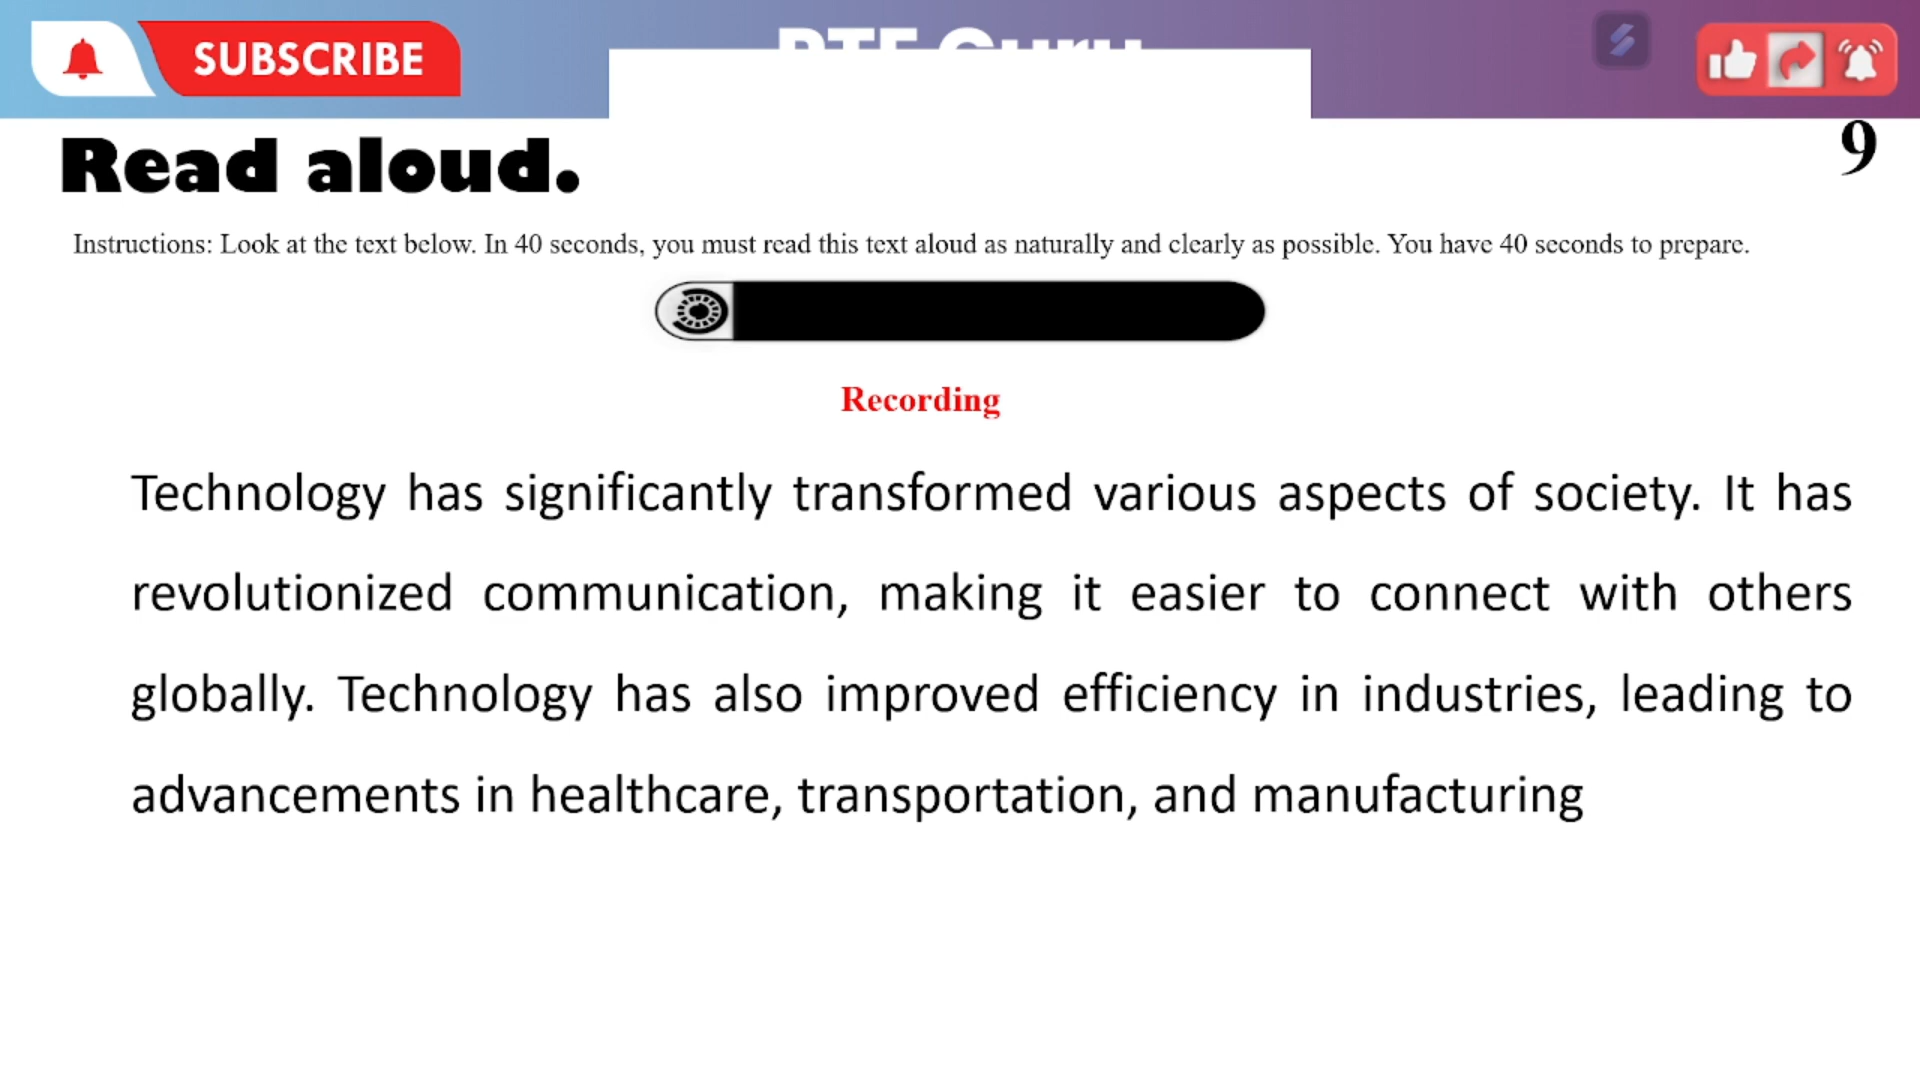 SUBSCRIBE
PTE Guru
Read aloud.
9
Instructions: Look at the text below. In 40 seconds, you must read this text aloud as naturally and clearly as possible. You have 40 seconds to prepare.
Recording
Technology has significantly transformed various aspects of society. It has
revolutionized communication, making it easier to connect with others
globally. Technology has also improved efficiency in industries, leading to
advancements in healthcare, transportation, and manufacturing